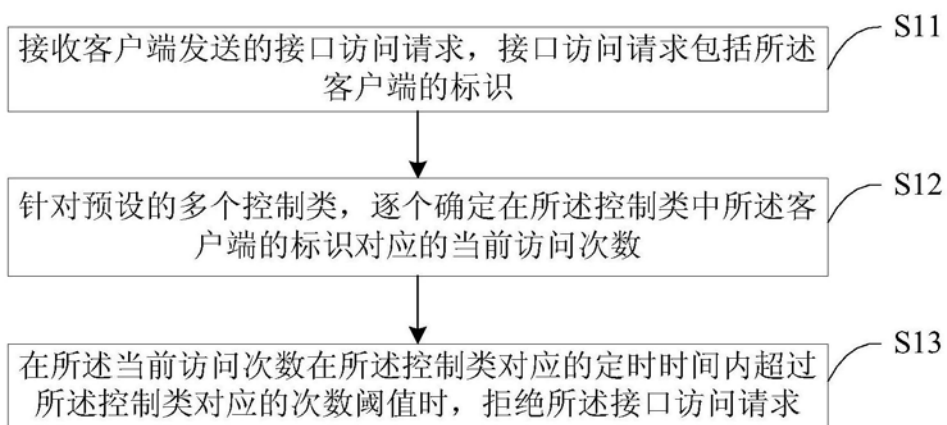 S11
接收客户端发送的接口访问请求，接口访问请求包括所述
客户端的标识
S12
针对预设的多个控制类，逐个确定在所述控制类中所述客
户端的标识对应的当前访问次数
S13
在所述当前访问次数在所述控制类对应的定时时间内超过
所述控制类对应的次数阈值时，拒绝所述接口访问请求